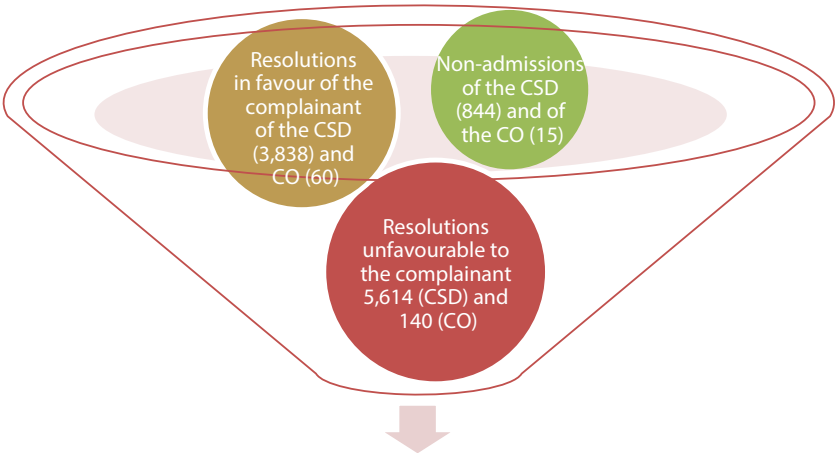 Resolutions
in favour of the
complainant
of the CSD
(3,838) and
CO (60)
Non-admissions
of the CSD
(844) and of
the CO (15)
Resolutions
unfavourable to
the complainant
5,614 (CSD) and
140 (CO)